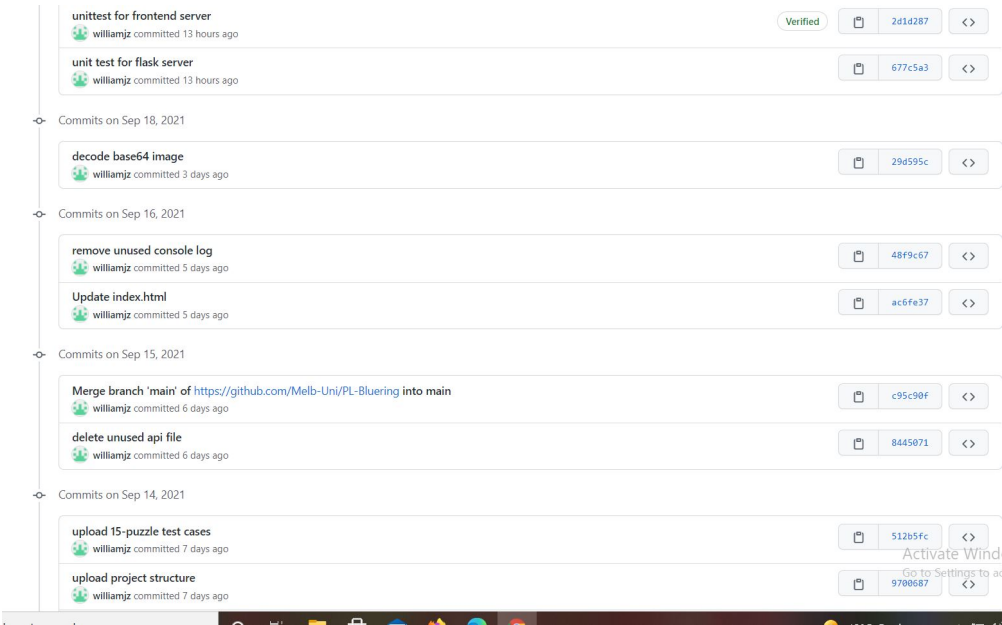 unittest for frontend server
williamjz committed 13 hours ago
Verified
2d1d287
unit test for flask server
williamjz committed 13 hours ago
677c5a3
Commits on Sep 18, 2021
decode base64 image
williamjz committed 3 days ago
29d595c
Commits on Sep 16, 2021
remove unused console log
williamjz committed 5 days ago
48f9c67
Update index.html
williamjz committed 5 days ago
ac6fe37
Commits on Sep 15, 2021
Merge branch 'main' of https://github.com/Melb-Uni/PL-Bluering into main
williamjz committed 6 days ago
c95c90f
delete unused api file
williamjz committed 6 days ago
8445071
Commits on Sep 14, 2021
upload 15-puzzle test cases
williamjz committed 7 days ago
512b5fc
Activate Wind
upload project structure
williamjz committed 7 days ago
9700687
Go to Settings to a